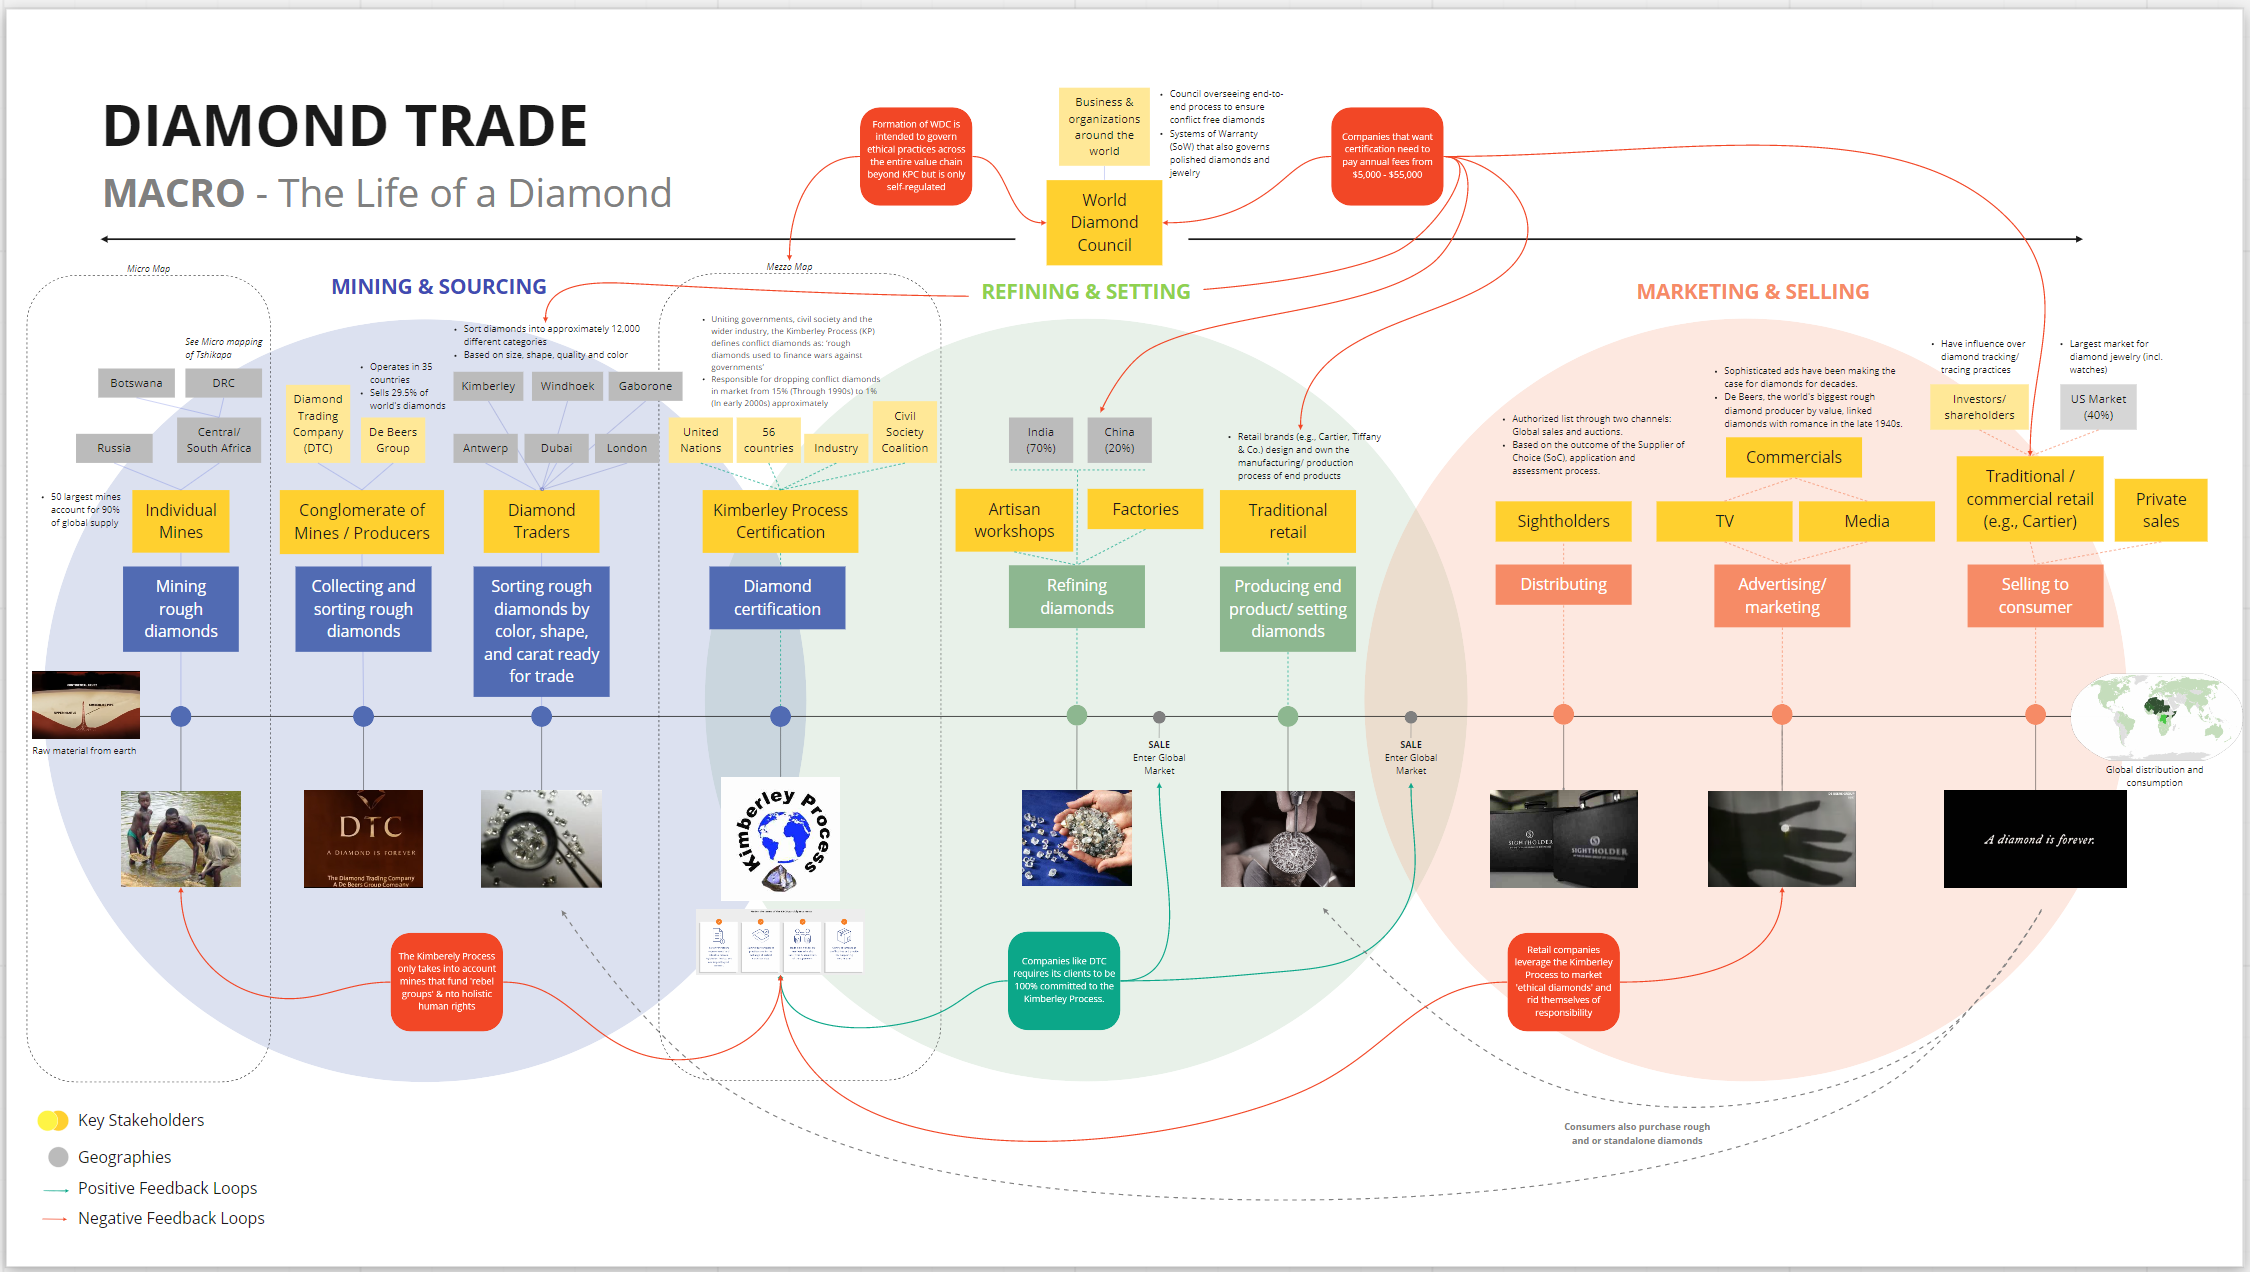 DIAMOND TRADE
MACRO - The Life of a Diamond
Formation of WDC is
intended to govern
ethical practices across
the entire value chain
beyond KPC but is only
self-regulated
Business &
organizations
around the
world
• Council overseeing end-to-
end process to ensure
conflict free diamonds
• Systems of Warranty
(SoW) that also governs
polished diamonds and
jewelry
Companies that want
certification need to
pay annual fees from
$5,000 - $55,000
World
Diamond
Council
Micro Map
MINING & SOURCING
Mezzo Map
REFINING & SETTING
MARKETING & SELLING
See Micro mapping
of Tshikapa
Botswana
DRC
Russia
Central/
South Africa
• 50 largest mines
account for 90%
of global supply
Individual
Mines
Mining
rough
diamonds
Raw material from earth
• Operates in 35
countries
• Sells 29.5% of
world's diamonds
Diamond
Trading
Company
(DTC)
De Beers
Group
Conglomerate of
Mines / Producers
Collecting and
sorting rough
diamonds
• Sort diamonds into approximately 12,000
different categories
• Based on size, shape, quality and color
Kimberley
Windhoek
Gaborone
Antwerp
Dubai
London
Diamond
Traders
Sorting rough
diamonds by
color, shape,
and carat ready
for trade
• Uniting governments, civil society and the
wider industry, the Kimberley Process (KP)
defines conflict diamonds as: 'rough
diamonds used to finance wars against
governments'
• Responsible for dropping conflict diamonds
in market from 15% (Through 1990s) to 1%
(In early 2000s) approximately
United
Nations
56
countries
Industry
Civil
Society
Coalition
Kimberley Process
Certification
Diamond
certification
India
(70%)
China
(20%)
Artisan
workshops
Factories
Refining
diamonds
• Retail brands (e.g., Cartier, Tiffany
& Co.) design and own the
manufacturing/ production
process of end products
Traditional
retail
Producing end
product/ setting
diamonds
• Authorized list through two channels:
Global sales and auctions.
• Based on the outcome of the Supplier of
Choice (SoC), application and
assessment process.
Sightholders
Distributing
• Sophisticated ads have been making the
case for diamonds for decades.
• De Beers, the world's biggest rough
diamond producer by value, linked
diamonds with romance in the late 1940s.
Commercials
TV
Media
Advertising/
marketing
• Have influence over
diamond tracking/
tracing practices
• Largest market for
diamond jewelry (incl.
watches)
Investors/
shareholders
US Market
(40%)
Traditional /
commercial retail
(e.g., Cartier)
Private
sales
Selling to
consumer
SALE
Enter Global
Market
SALE
Enter Global
Market
Global distribution and
consumption
DTC
A DIAMOND IS FOREVER
The Diamond Trading Company
A De Beers Group Company
Kimberley Process
SIGHTHOLDER
SIGHTHOLDER
A diamond is forever.
The Kimberely Process
only takes into account
mines that fund 'rebel
groups' & nto holistic
human rights
Companies like DTC
requires its clients to be
100% committed to the
Kimberley Process.
Retail companies
leverage the Kimberley
Process to market
'ethical diamonds' and
rid themselves of
responsibility
Consumers also purchase rough
and or standalone diamonds
Key Stakeholders
Geographies
Positive Feedback Loops
Negative Feedback Loops